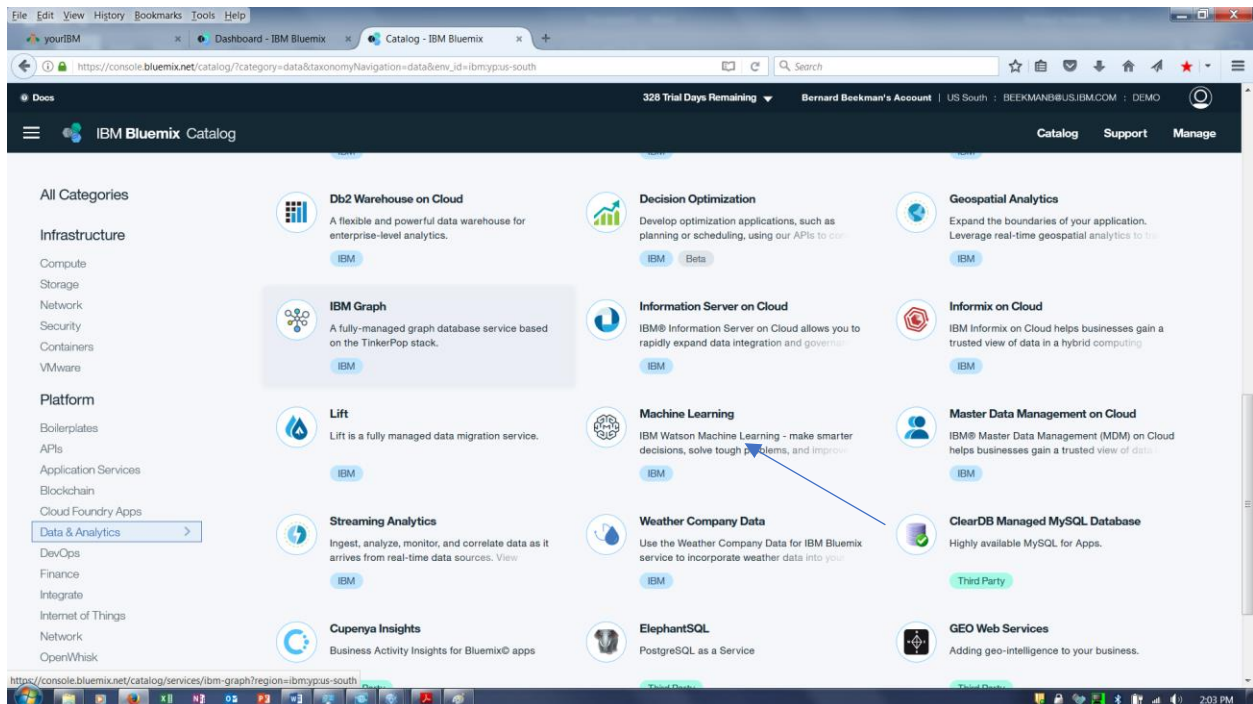 File Edit View History Bookmarks Tools Help
yourIBM
Dashboard - IBM Bluemix
Catalog - IBM Bluemix
https://console.bluemix.net/catalog/?category=data&taxonomyNavigation=data&env_id=ibm:yp:us-south
Search
Docs
328 Trial Days Remaining
Bernard Beekman's Account | US South : BEEKMANB@US.IBM.COM : DEMO
IBM Bluemix Catalog
Catalog Support Manage
All Categories
Infrastructure
Compute
Storage
Network
Security
Containers
VMware
Platform
Boilerplates
APIs
Application Services
Blockchain
Cloud Foundry Apps
Data & Analytics
DevOps
Finance
Integrate
Internet of Things
Network
OpenWhisk
Db2 Warehouse on Cloud
A flexible and powerful data warehouse for
enterprise-level analytics.
IBM
Decision Optimization
Develop optimization applications, such as
planning or scheduling, using our APIs to
IBM Beta
Geospatial Analytics
Expand the boundaries of your application.
Leverage real-time geospatial analytics to
IBM
IBM Graph
A fully-managed graph database service based
on the TinkerPop stack.
IBM
Information Server on Cloud
IBM® Information Server on Cloud allows you to
rapidly expand data integration and
IBM
Informix on Cloud
IBM Informix on Cloud helps businesses gain a
trusted view of data in a hybrid computing
IBM
Lift
Lift is a fully managed data migration service.
IBM
Machine Learning
IBM Watson Machine Learning - make smarter
decisions, solve tough problems, and improve
IBM
Master Data Management on Cloud
IBM® Master Data Management (MDM) on Cloud
helps businesses gain a trusted view of data
IBM
Streaming Analytics
Ingest, analyze, monitor, and correlate data as it
arrives from real-time data sources. View
IBM
Weather Company Data
Use the Weather Company Data for IBM Bluemix
service to incorporate weather data into your
IBM
ClearDB Managed MySQL Database
Highly available MySQL for Apps.
Third Party
Cupenya Insights
Business Activity Insights for Bluemix© apps
ElephantSQL
PostgreSQL as a Service
Third Party
GEO Web Services
Adding geo-intelligence to your business.
Third Party
https://console.bluemix.net/catalog/services/ibm-graph?region=ibm:yp:us-south
Party
2:03 PM